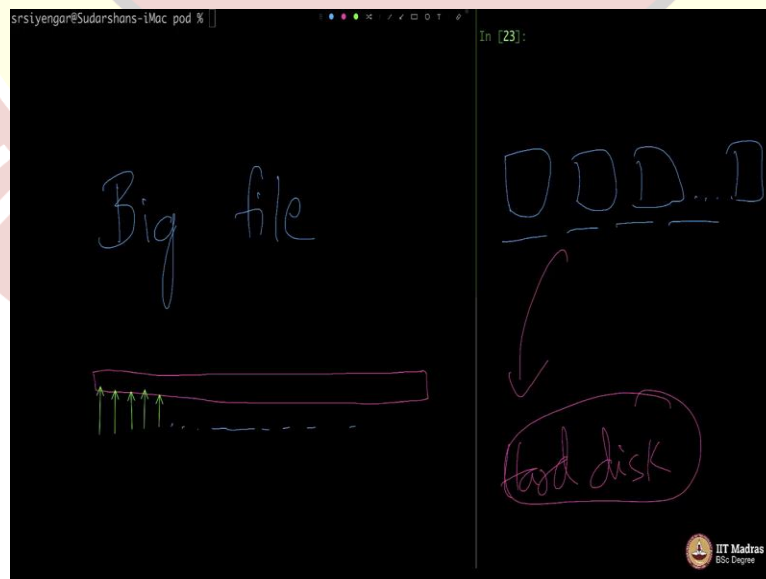 srsiyengar@Sudarshans-iMac pod %
In [23]:
Big file
Hard disk
IIT Madras
BSc Degree